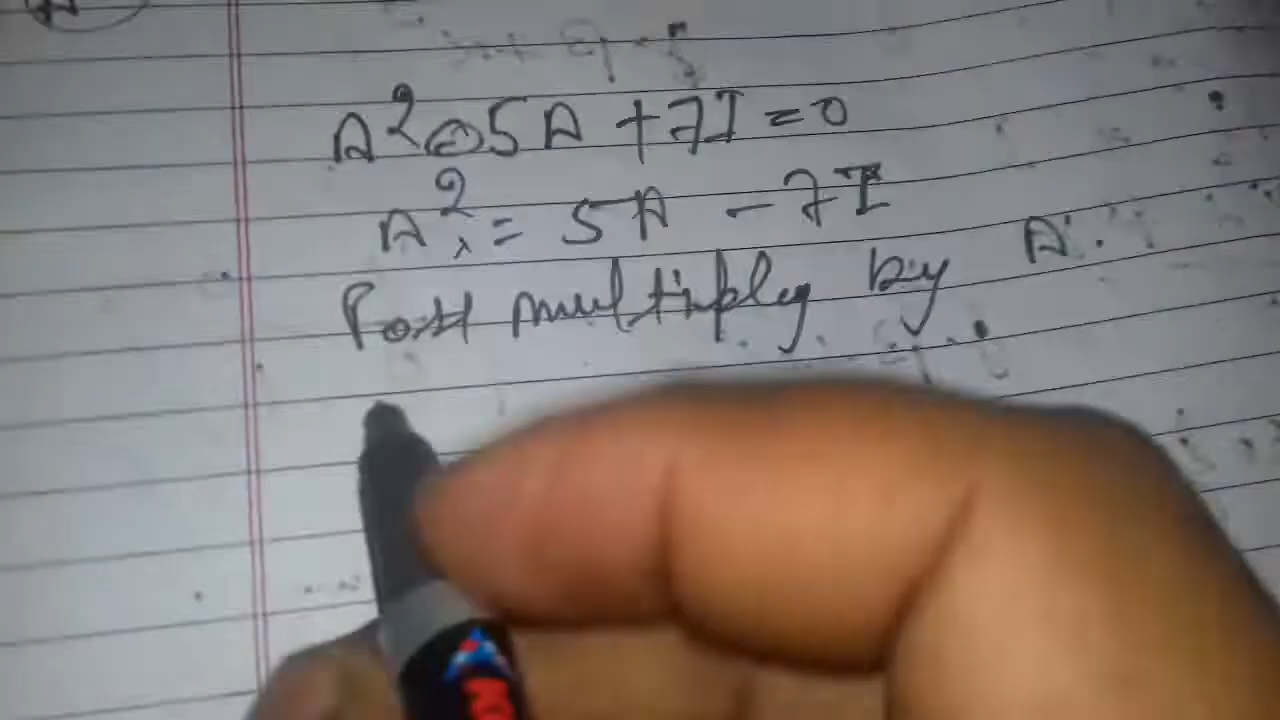 A² - 5A + 7I = 0
A² = 5A - 7I
Post multiply by A.